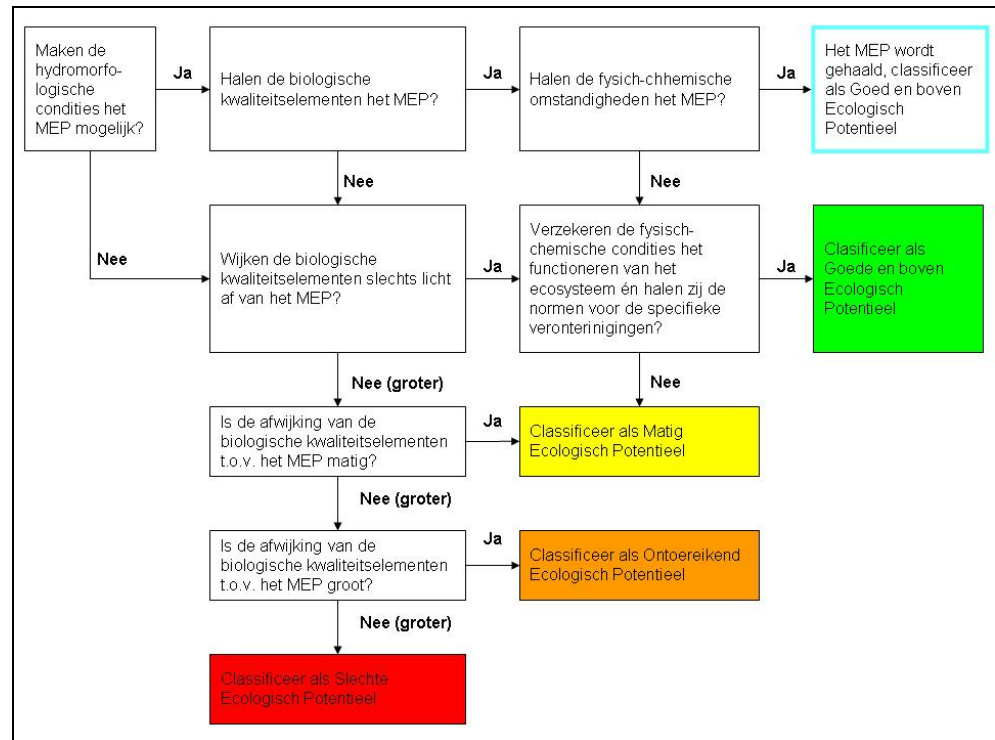 Maken de
hydromorfo-
logische
condities het
MEP mogelijk?
Ja
Halen de biologische
kwaliteitselementen het MEP?
Ja
Halen de fysich-chhemische
omstandigheden het MEP?
Ja
Het MEP wordt
gehaald, classificeer
als Goed en boven
Ecologisch
Potentieel
Nee
Nee
Nee
Wijken de biologische
kwaliteitselementen slechts licht
af van het MEP?
Ja
Verzekeren de fysisch-
chemische condities het
functioneren van het
ecosysteem én halen zij de
normen voor de specifieke
veronterinigingen?
Ja
Clasificeer als
Goede en boven
Ecologisch
Potentieel
Nee (groter)
Nee
Is de afwijking van de
biologische kwaliteitselementen
t.o.v. het MEP matig?
Ja
Classificeer als Matig
Ecologisch Potentieel
Nee (groter)
Is de afwijking van de
biologische kwaliteitselementen
t.o.v. het MEP groot?
Ja
Classificeer als Ontoereikend
Ecologisch Potentieel
Nee (groter)
Classificeer als Slechte
Ecologisch Potentieel